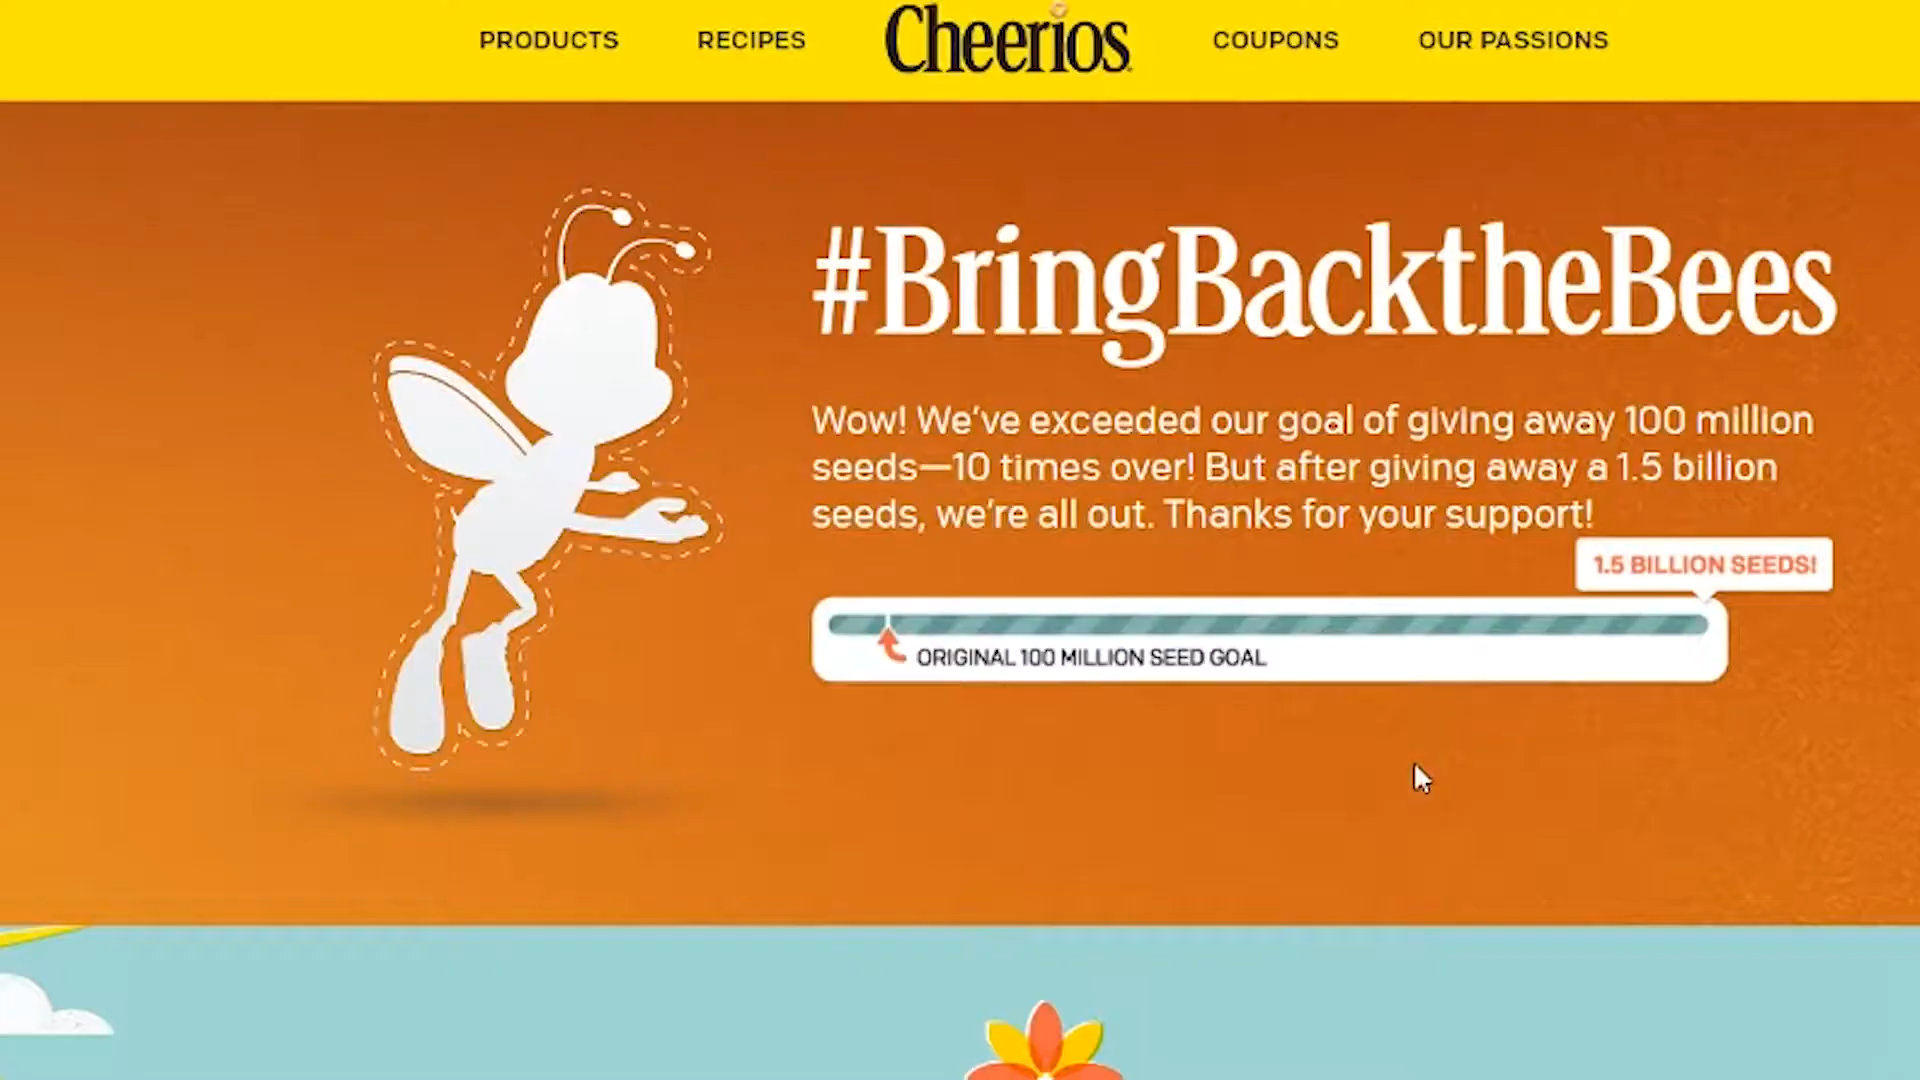 PRODUCTS RECIPES Cheerios COUPONS OUR PASSIONS
#BringBacktheBees
Wow! We've exceeded our goal of giving away 100 million
seeds—10 times over! But after giving away a 1.5 billion
seeds, we're all out. Thanks for your support!
1.5 BILLION SEEDS!
ORIGINAL 100 MILLION SEED GOAL